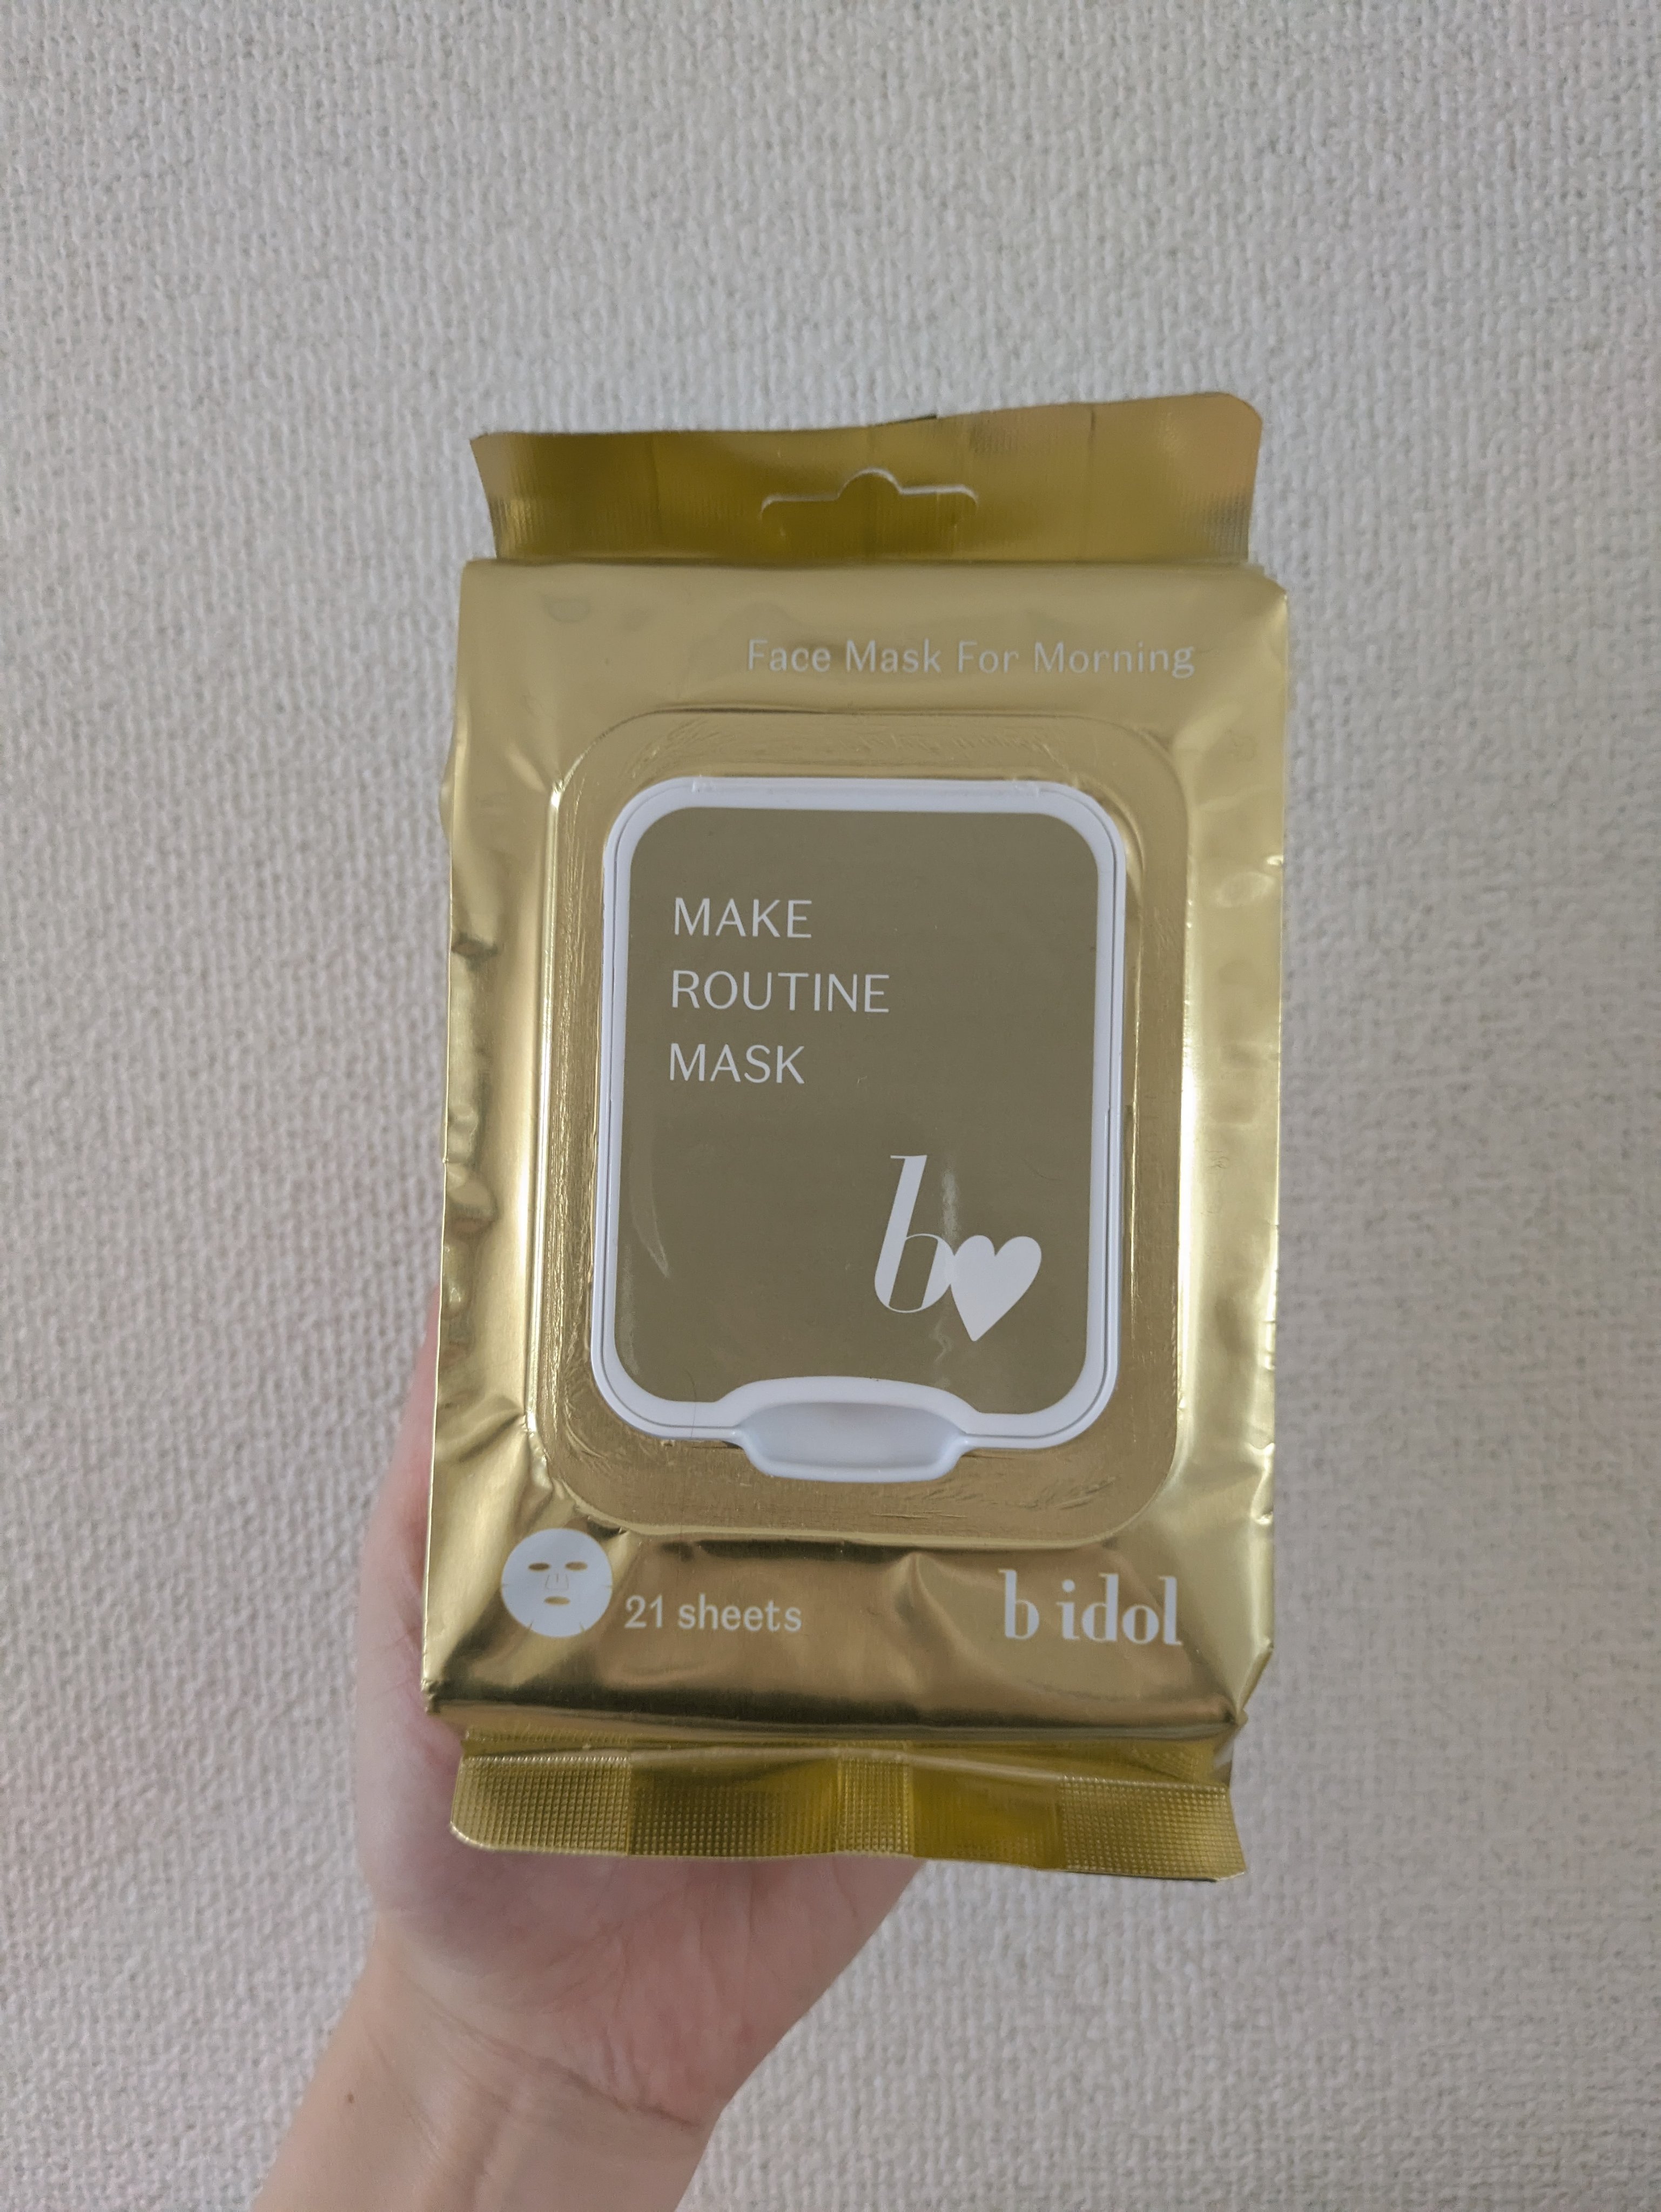 Face Mask For Morning
MAKE
ROUTINE
MASK
b
21 sheets
b idol